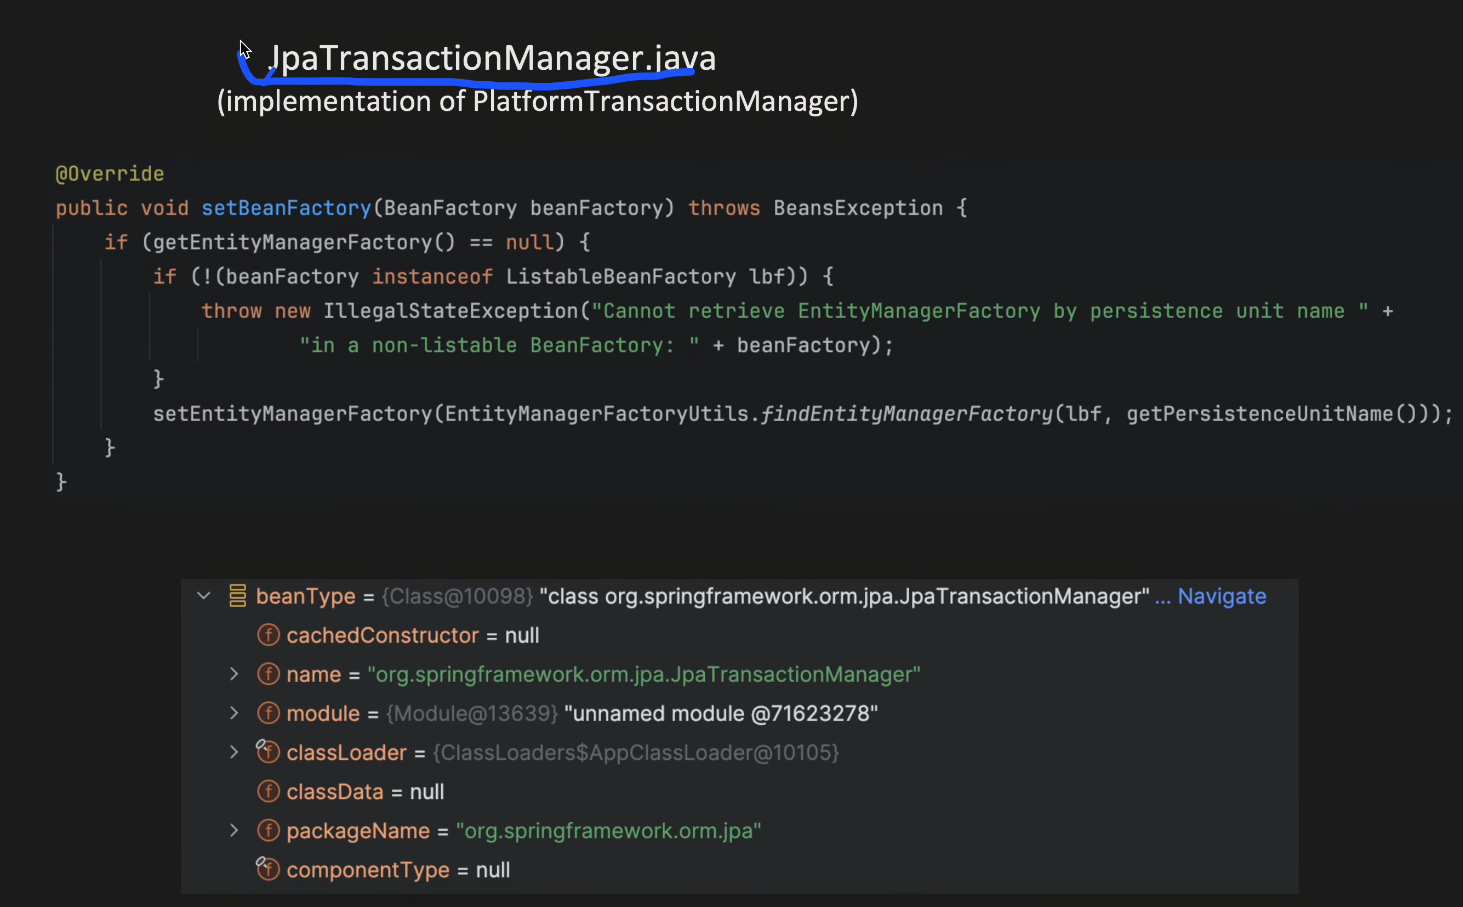 JpaTransactionManager.java
(implementation of PlatformTransactionManager)
@Override
public void setBeanFactory(BeanFactory beanFactory) throws BeansException {
if (getEntityManagerFactory() == null) {
if (!(beanFactory instanceof ListableBeanFactory lbf)) {
throw new IllegalStateException("Cannot retrieve EntityManagerFactory by persistence unit name " +
"in a non-listable BeanFactory: " + beanFactory);
}
setEntityManagerFactory(EntityManagerFactoryUtils.findEntityManagerFactory(lbf, getPersistenceUnitName()));
}
}
beanType = {Class@10098} "class org.springframework.orm.jpa.JpaTransactionManager" ... Navigate
f cachedConstructor = null
f name = "org.springframework.orm.jpa.JpaTransactionManager"
f module = {Module@13639} "unnamed module @71623278"
f classLoader = {ClassLoaders$AppClassLoader@10105}
f classData = null
f packageName = "org.springframework.orm.jpa"
f componentType = null